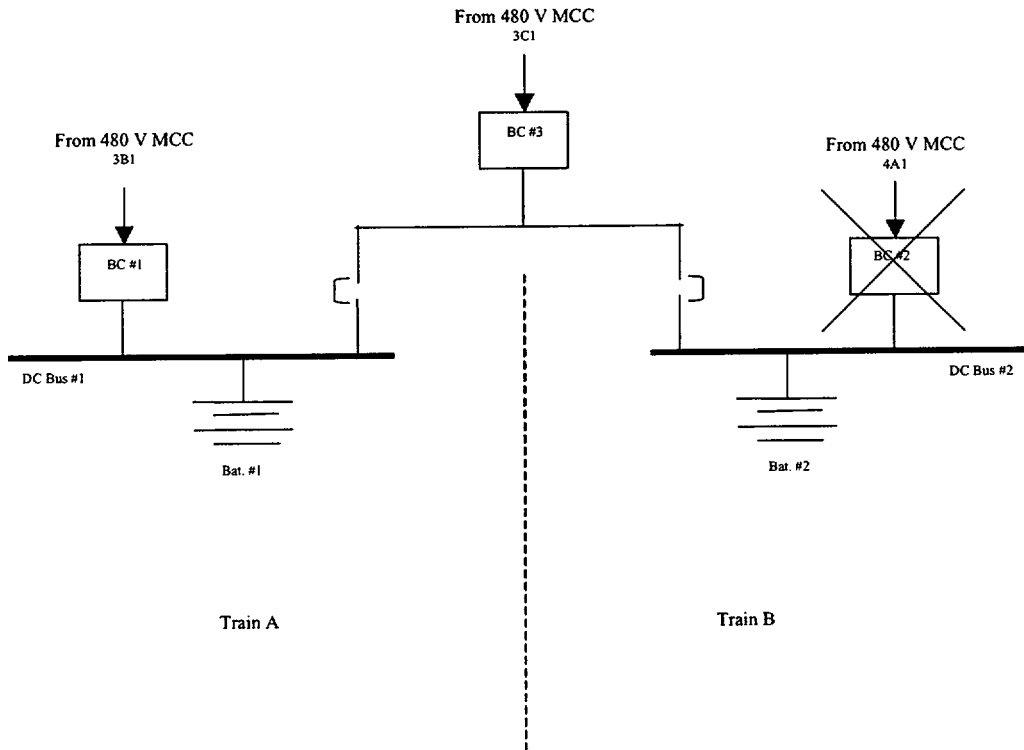 From 480 V MCC
3C1
BC #3
From 480 V MCC
3B1
BC #1
From 480 V MCC
4A1
BC #2
DC Bus #1
DC Bus #2
Bat. #1
Bat. #2
Train A
Train B